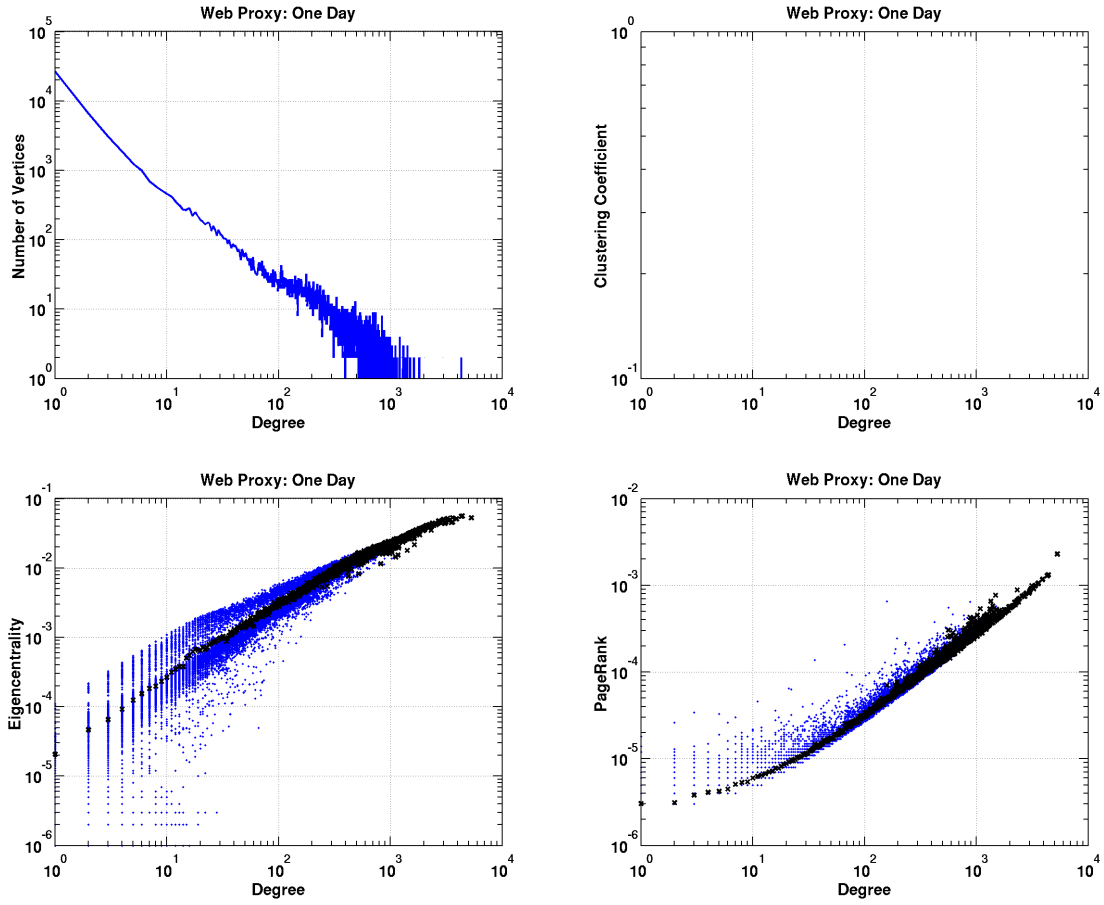 Web Proxy: One Day
10^5
10^4
10^3
10^2
10^1
10^0
Number of Vertices
10^0 10^1 10^2 10^3 10^4
Degree
Web Proxy: One Day
10^0
10^-1
Clustering Coefficient
10^0 10^1 10^2 10^3 10^4
Degree
Web Proxy: One Day
10^-1
10^-2
10^-3
10^-4
10^-5
10^-6
Eigencentrality
10^0 10^1 10^2 10^3 10^4
Degree
Web Proxy: One Day
10^-2
10^-3
10^-4
10^-5
10^-6
PageRank
10^0 10^1 10^2 10^3 10^4
Degree